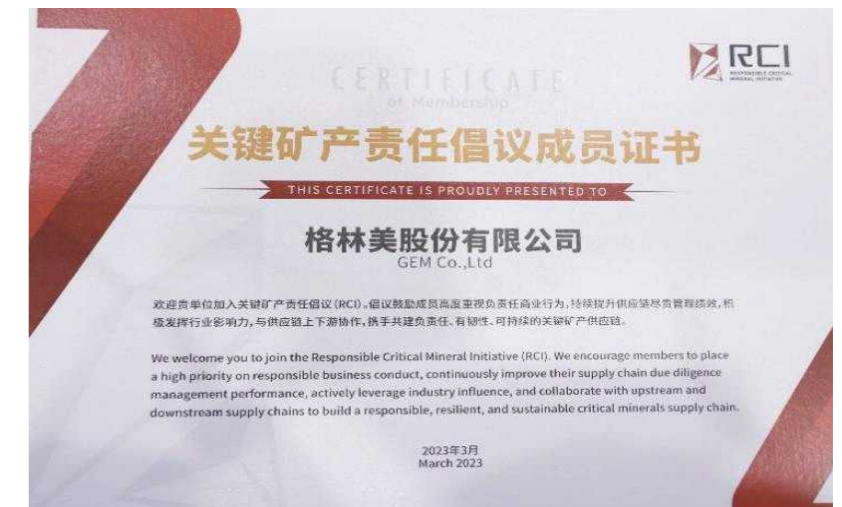 RCI
RESPONSIBLE CRITICAL
MINERAL INITIATIVE
CERTIFICATE
of Membership
关键矿产责任倡议成员证书
THIS CERTIFICATE IS PROUDLY PRESENTED TO
格林美股份有限公司
GEM Co.,Ltd
欢迎贵单位加入关键矿产责任倡议(RCI)。倡议鼓励成员高度重视负责任商业行为,持续提升供应链尽责管理绩效,积
极发挥行业影响力,与供应链上下游协作,携手共建负责任、有韧性、可持续的关键矿产供应链。
We welcome you to join the Responsible Critical Mineral Initiative (RCI). We encourage members to place
a high priority on responsible business conduct, continuously improve their supply chain due diligence
management performance, actively leverage industry influence, and collaborate with upstream and
downstream supply chains to build a responsible, resilient, and sustainable critical minerals supply chain.
2023年3月
March 2023